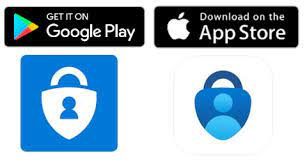 GET IT ON
Google Play
Download on the
App Store